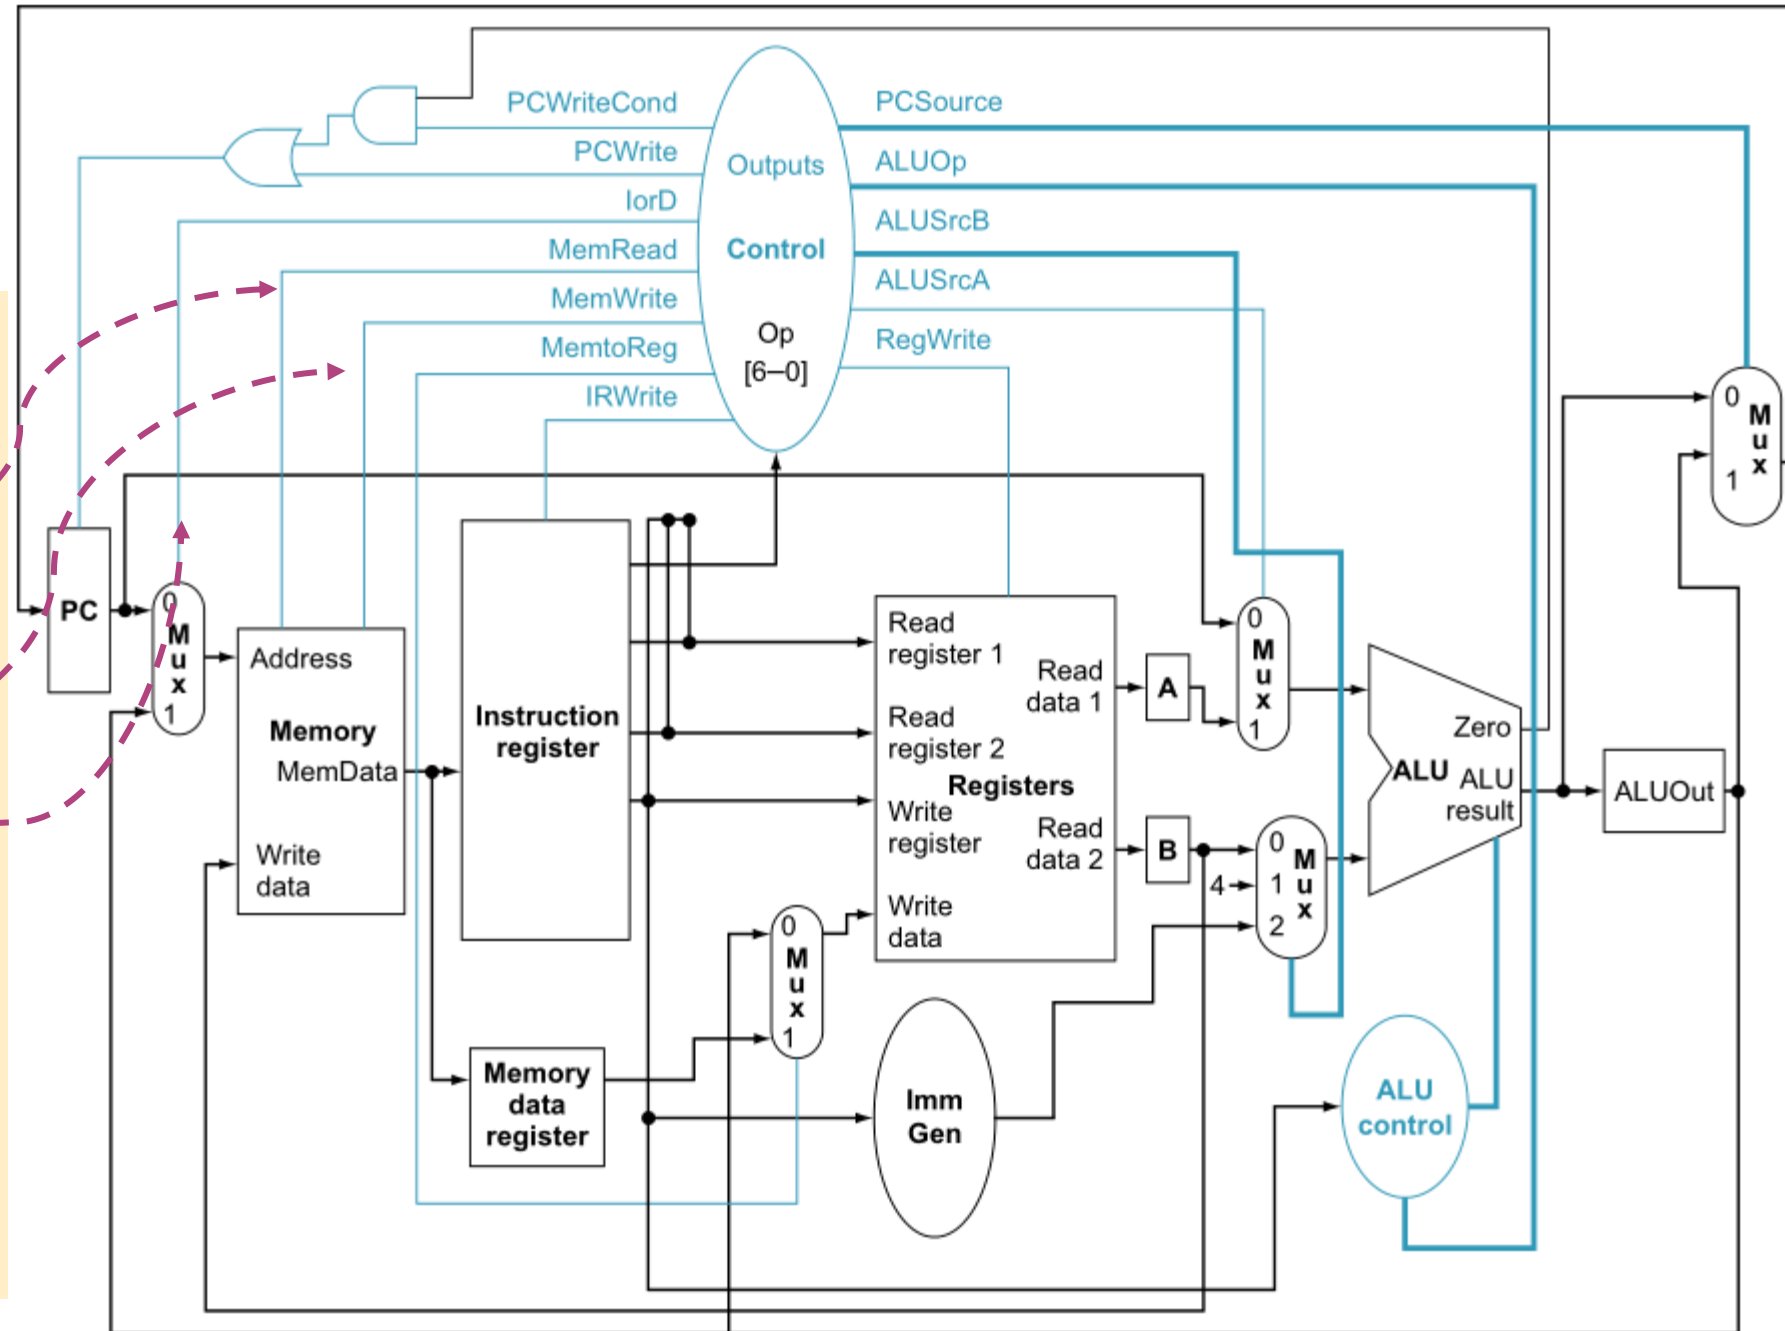 PCWriteCond
PCWrite
IorD
MemRead
MemWrite
MemtoReg
IRWrite
Outputs
Control
Op
[6–0]
PCSource
ALUOp
ALUSrcB
ALUSrcA
RegWrite
PC
0
M
u
x
1
Address
Memory
MemData
Write
data
Instruction
register
Memory
data
register
0
M
u
x
1
Read
register 1
Read
register 2
Registers
Write
register
Write
data
Read
data 1
Read
data 2
Imm
Gen
A
B
4
0
M
u
x
1
0
1
2
M
u
x
Zero
ALU
ALU
result
ALU
control
ALUOut
0
M
u
x
1